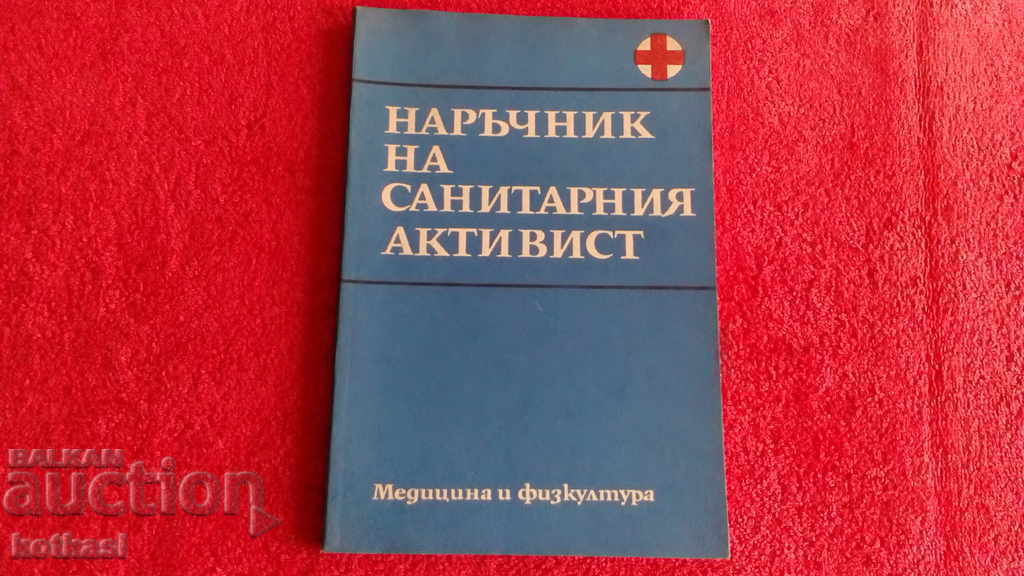 НАРЪЧНИК
НА
САНИТАРНИЯ
АКТИВИСТ
Медицина и физкултура
BALKAN
auction
kotkasl